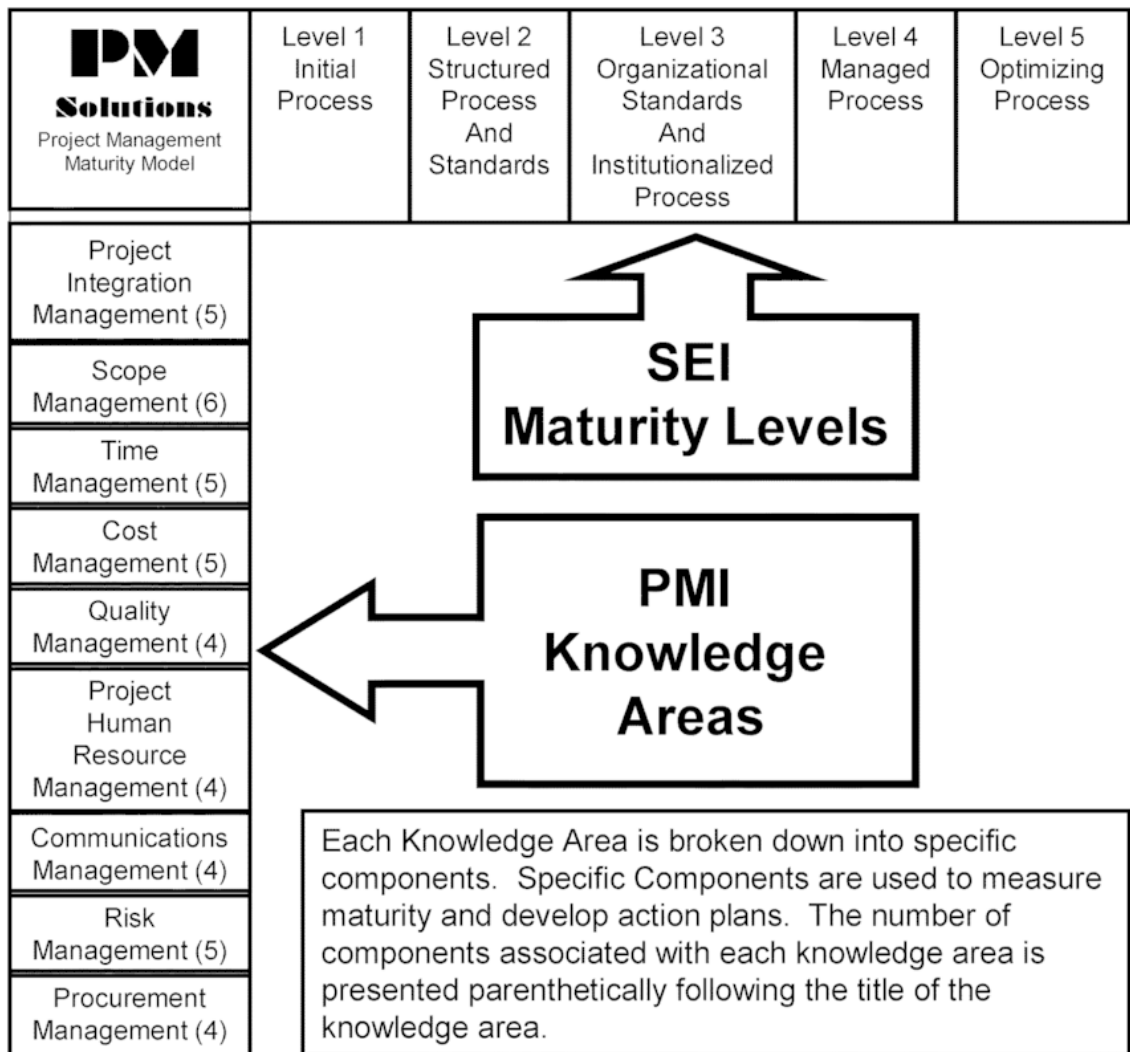 PM
Solutions
Project Management
Maturity Model
Level 1
Initial
Process
Level 2
Structured
Process
And
Standards
Level 3
Organizational
Standards
And
Institutionalized
Process
Level 4
Managed
Process
Level 5
Optimizing
Process
Project
Integration
Management (5)
Scope
Management (6)
Time
Management (5)
Cost
Management (5)
Quality
Management (4)
Project
Human
Resource
Management (4)
Communications
Management (4)
Risk
Management (5)
Procurement
Management (4)
SEI
Maturity Levels
PMI
Knowledge
Areas
Each Knowledge Area is broken down into specific
components.  Specific Components are used to measure
maturity and develop action plans.  The number of
components associated with each knowledge area is
presented parenthetically following the title of the
knowledge area.